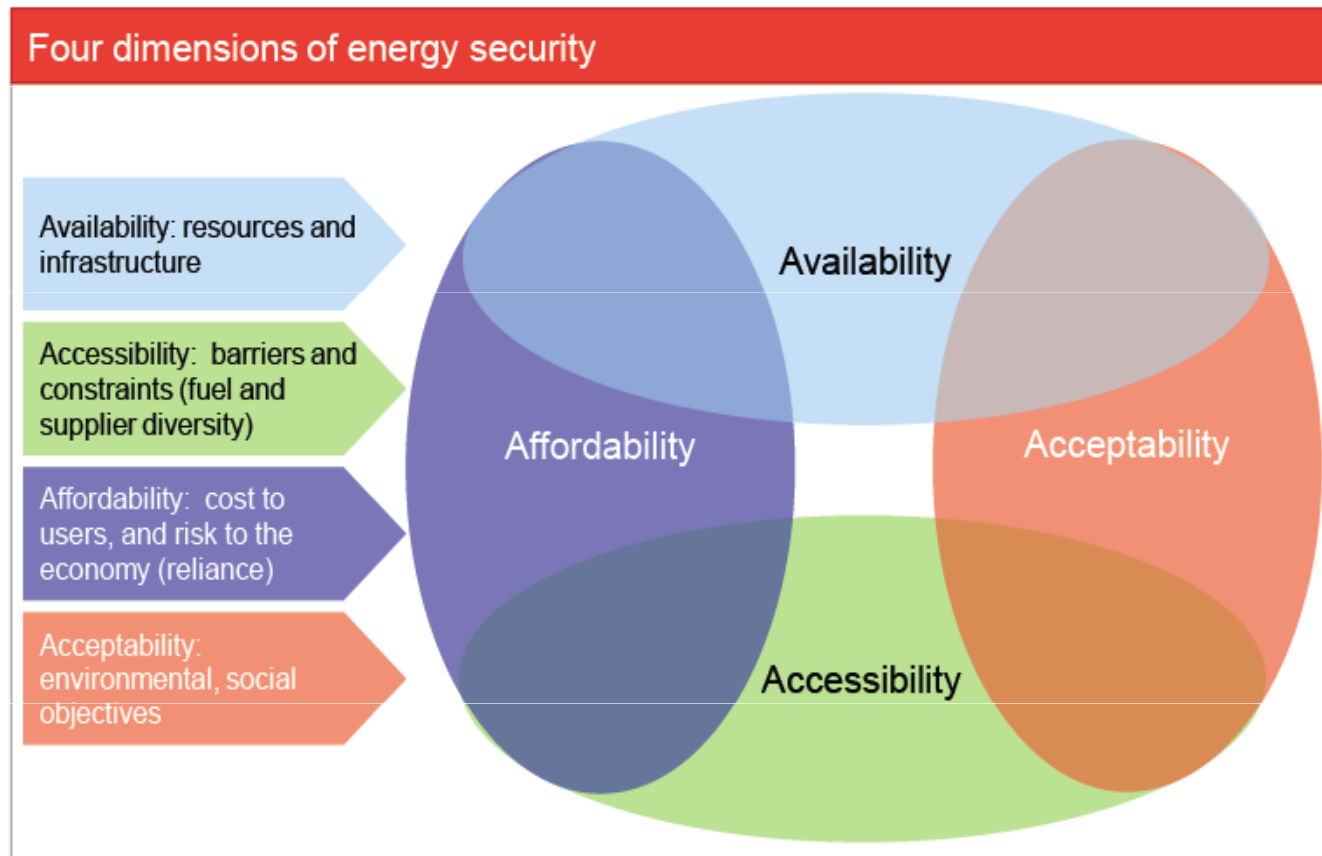 Four dimensions of energy security
Availability: resources and
infrastructure
Accessibility:  barriers and
constraints (fuel and
supplier diversity)
Affordability:  cost to
users, and risk to the
economy (reliance)
Acceptability:
environmental, social
objectives
Availability
Affordability
Acceptability
Accessibility